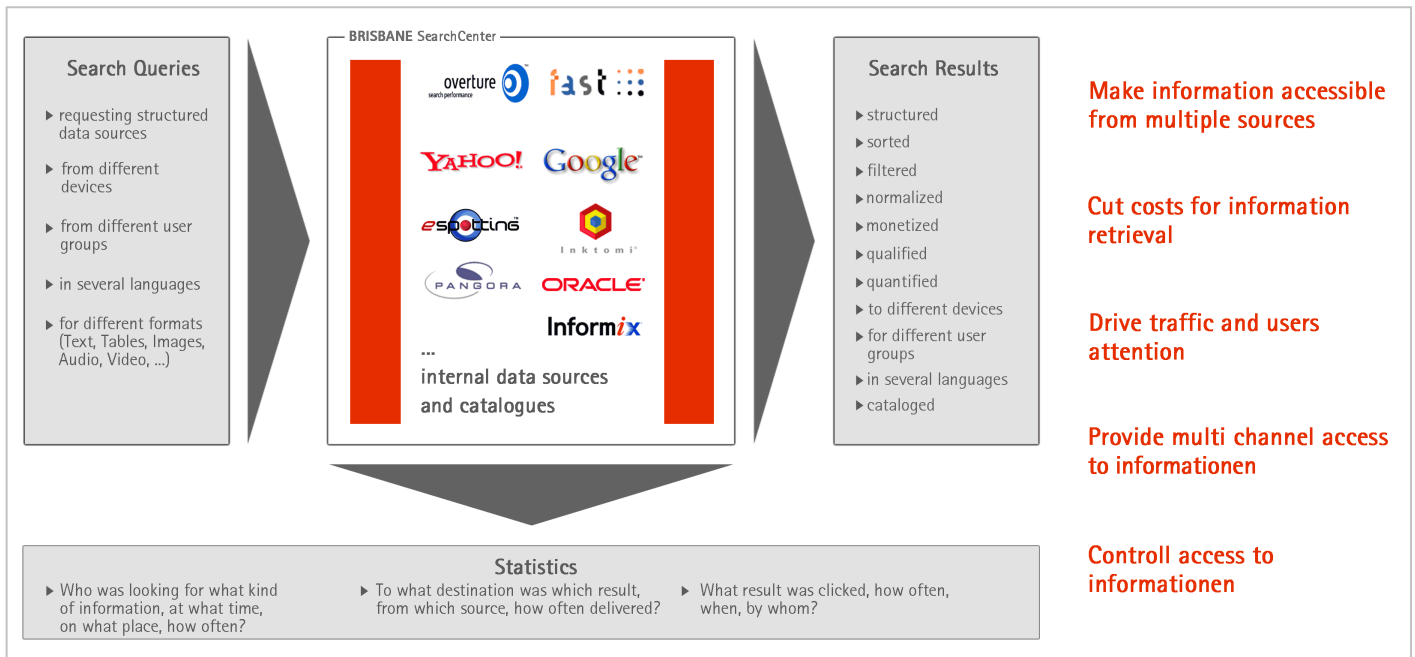 BRISBANE SearchCenter
Search Queries
requesting structured
data sources
from different
devices
from different user
groups
in several languages
for different formats
(Text, Tables, Images,
Audio, Video, ...)
overture
search performance
fast
YAHOO!
Google
espotting
Inktomi
PANGORA
ORACLE
Informix
...
internal data sources
and catalogues
Search Results
structured
sorted
filtered
normalized
monetized
qualified
quantified
to different devices
for different user
groups
in several languages
cataloged
Make information accessible
from multiple sources
Cut costs for information
retrieval
Drive traffic and users
attention
Provide multi channel access
to informationen
Controll access to
informationen
Statistics
Who was looking for what kind
of information, at what time,
on what place, how often?
To what destination was which result,
from which source, how often delivered?
What result was clicked, how often,
when, by whom?